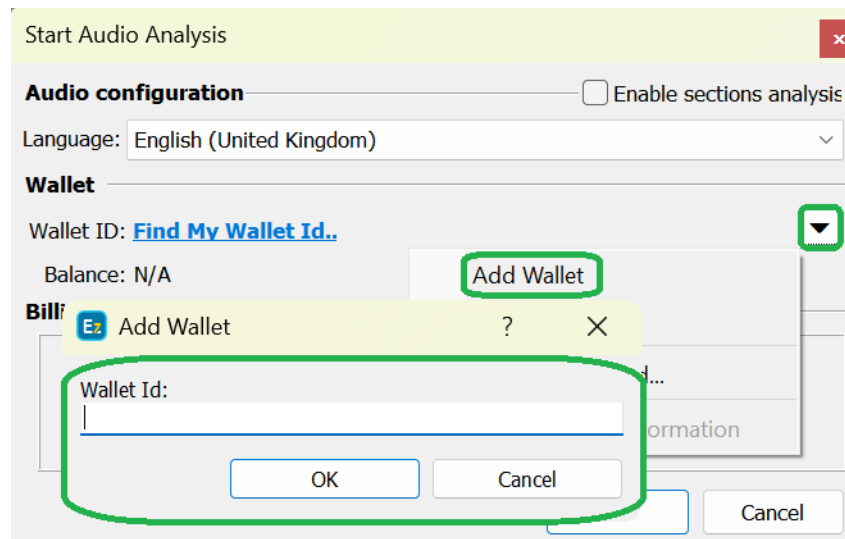 Start Audio Analysis
x
Audio configuration
Enable sections analysis
Language: English (United Kingdom)
Wallet
Wallet ID: Find My Wallet Id..
Balance: N/A
Add Wallet
Ez Add Wallet ?
Wallet Id:
OK Cancel
Cancel